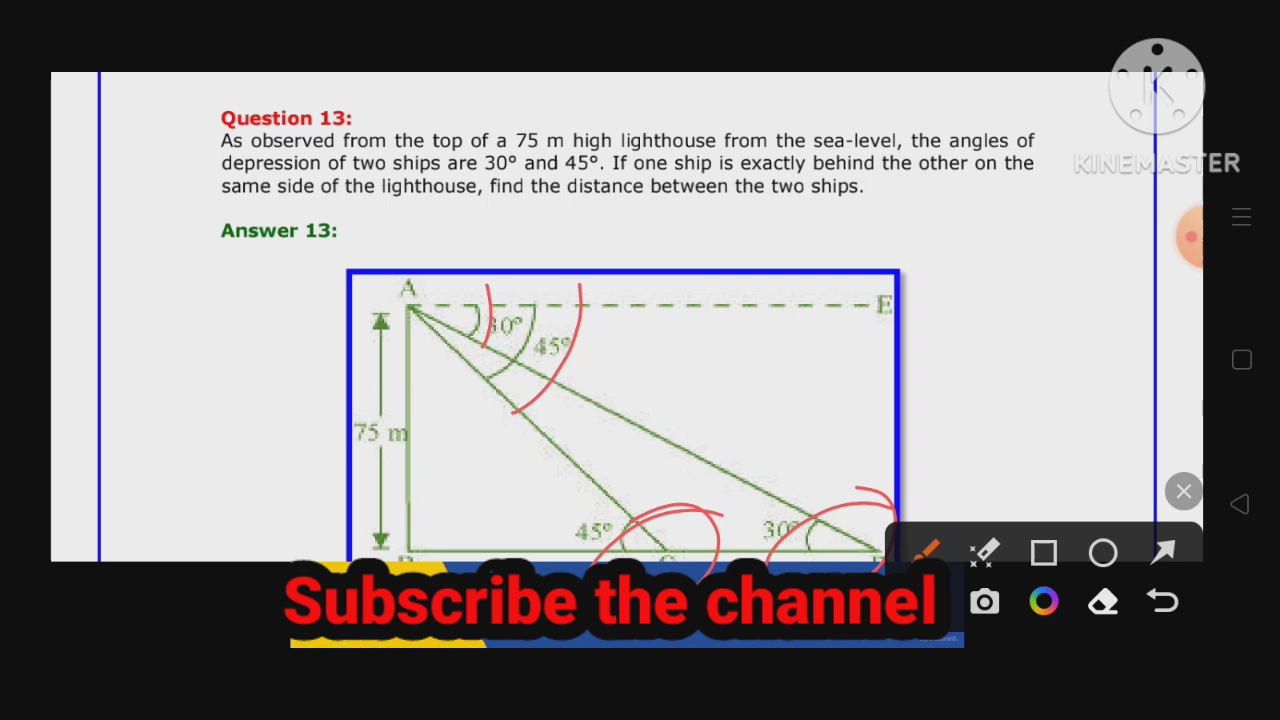 Question 13:
As observed from the top of a 75 m high lighthouse from the sea-level, the angles of
depression of two ships are 30° and 45°. If one ship is exactly behind the other on the
same side of the lighthouse, find the distance between the two ships.
Answer 13:
A
E
30°
45°
75 m
45°
30°
K
KINEMASTER
Subscribe the channel